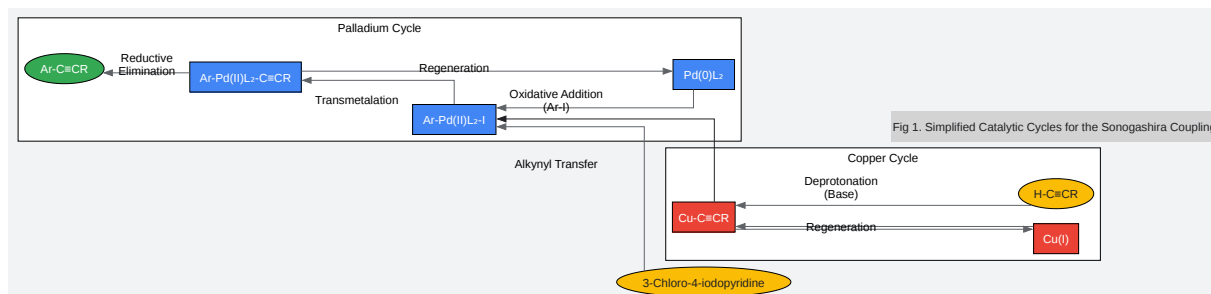 Palladium Cycle
Ar-C≡CR
Reductive
Elimination
Ar-Pd(II)L₂-C≡CR
Regeneration
Pd(0)L₂
Transmetalation
Oxidative Addition
(Ar-I)
Ar-Pd(II)L₂-I
Fig 1. Simplified Catalytic Cycles for the Sonogashira Coupling
Alkynyl Transfer
Copper Cycle
Deprotonation
(Base)
H-C≡CR
Cu-C≡CR
Regeneration
Cu(I)
3-Chloro-4-iodopyridine